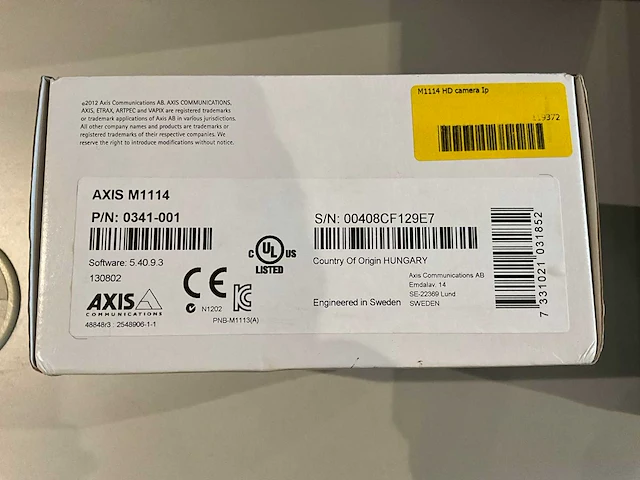 ©2012 Axis Communications AB. AXIS COMMUNICATIONS,
AXIS, ETRAX, ARTPEC and VAPIX are registered trademarks
or trademark applications of Axis AB in various jurisdictions.
All other company names and products are trademarks or
registered trademarks of their respective companies. We
reserve the right to introduce modifications without notice.
M1114 HD camera Ip
119372
AXIS M1114
P/N: 0341-001
Software: 5.40.9.3
130802
AXIS
COMMUNICATIONS
48848/3 : 2548906-1-1
C UL US
LISTED
CE
N1202
PNB-M1113(A)
S/N: 00408CF129E7
Country Of Origin HUNGARY
Axis Communications AB
Emdalav. 14
SE-22369 Lund
SWEDEN
Engineered in Sweden
7 331021 031852